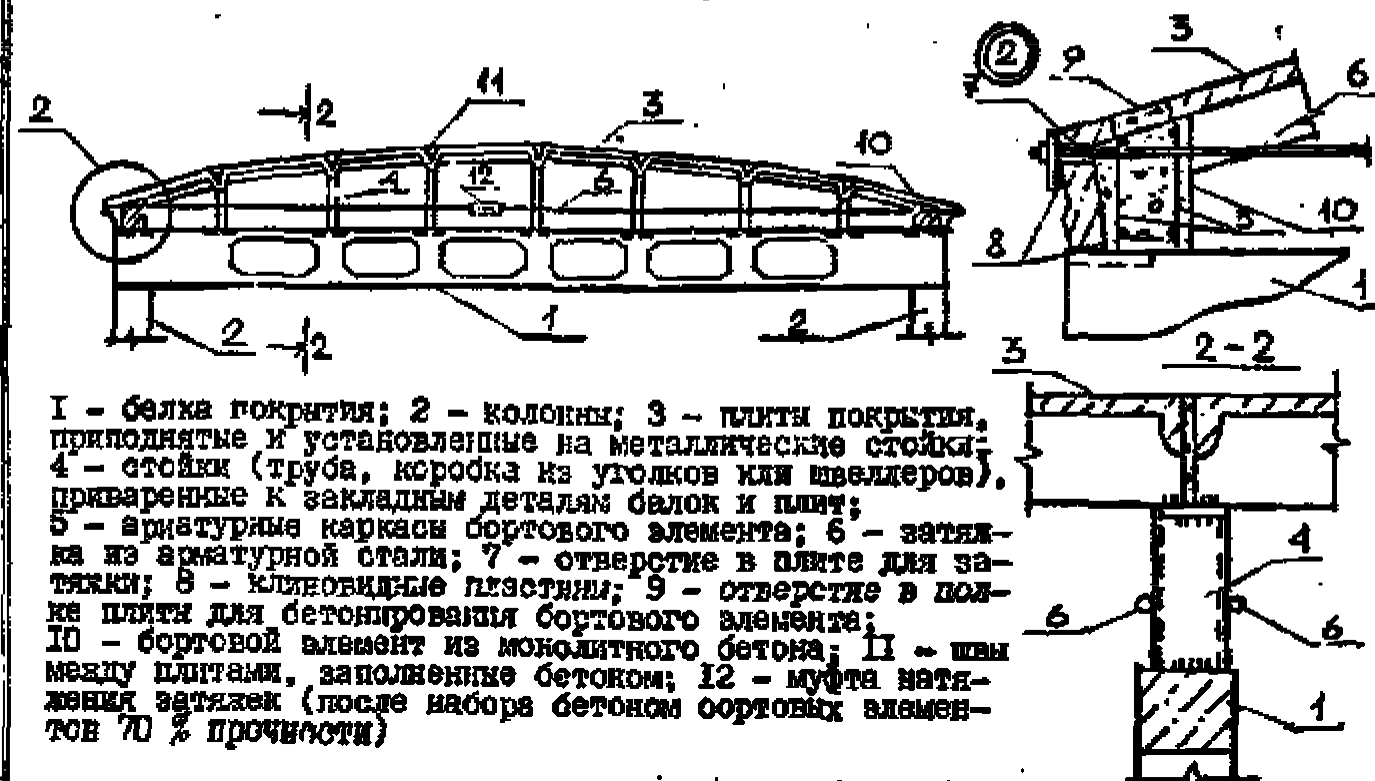 2
2
11
3
10
4
12
6
2
1
2
2
2
3
9
7
6
8
5
10
1
2-2
3
4
6
6
1
I – балка покрытия; 2 – колонны; 3 – плиты покрытия,
приподнятые и установленные на металлические стойки;
4 – стойки (труба, коробка из уголков или швеллеров),
приваренные к закладным деталям балок и плит;
5 – арматурные каркасы бортового элемента; 6 – затяж-
ка из арматурной стали; 7 – отверстие в плите для за-
тяжки; 8 – клиновидные пластины; 9 – отверстие в пол-
ке плиты для бетонирования бортового элемента;
10 – бортовой элемент из монолитного бетона; II – швы
между плитами, заполненные бетоном; 12 – муфта натя-
жения затяжек (после набора бетоном бортовых элемен-
тов 70 % прочности)